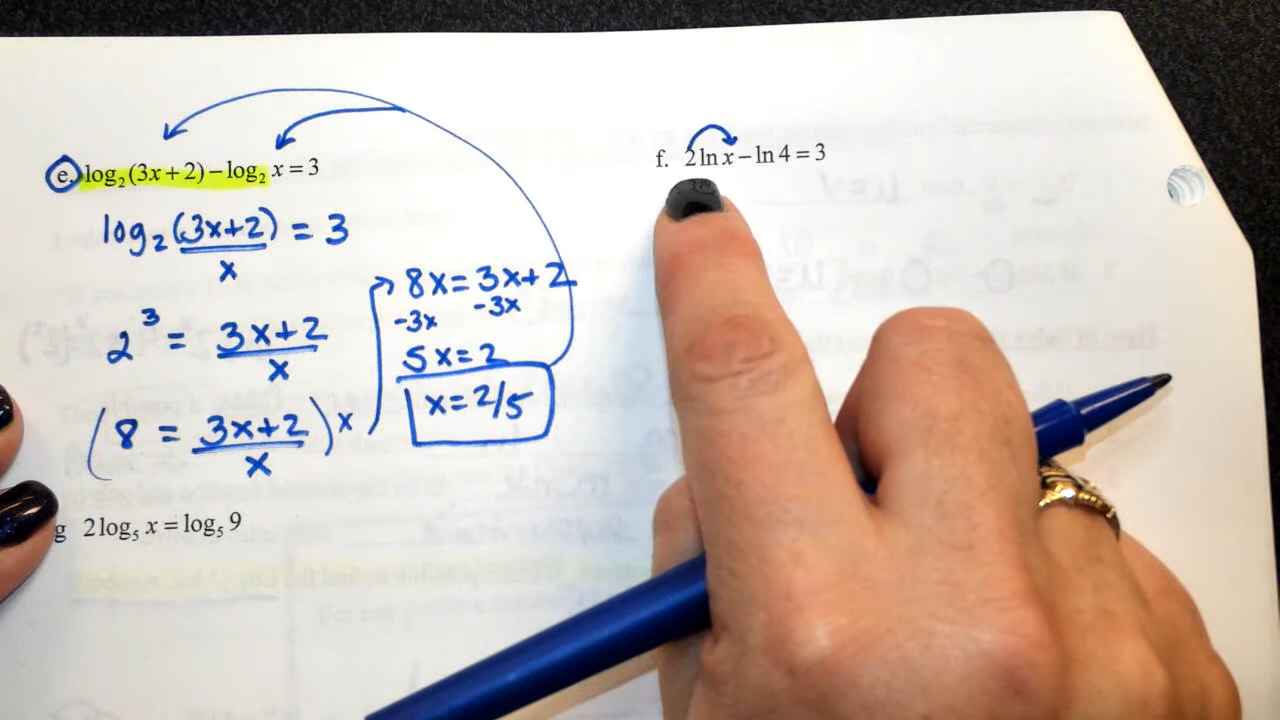 e. log₂(3x+2) − log₂ x = 3
log₂ (3x+2)/x = 3
2³ = (3x+2)/x
(8 = (3x+2)/x) x
8x = 3x+2
-3x -3x
5x = 2
x = 2/5
f. 2 ln x − ln 4 = 3
g 2 log₅ x = log₅ 9